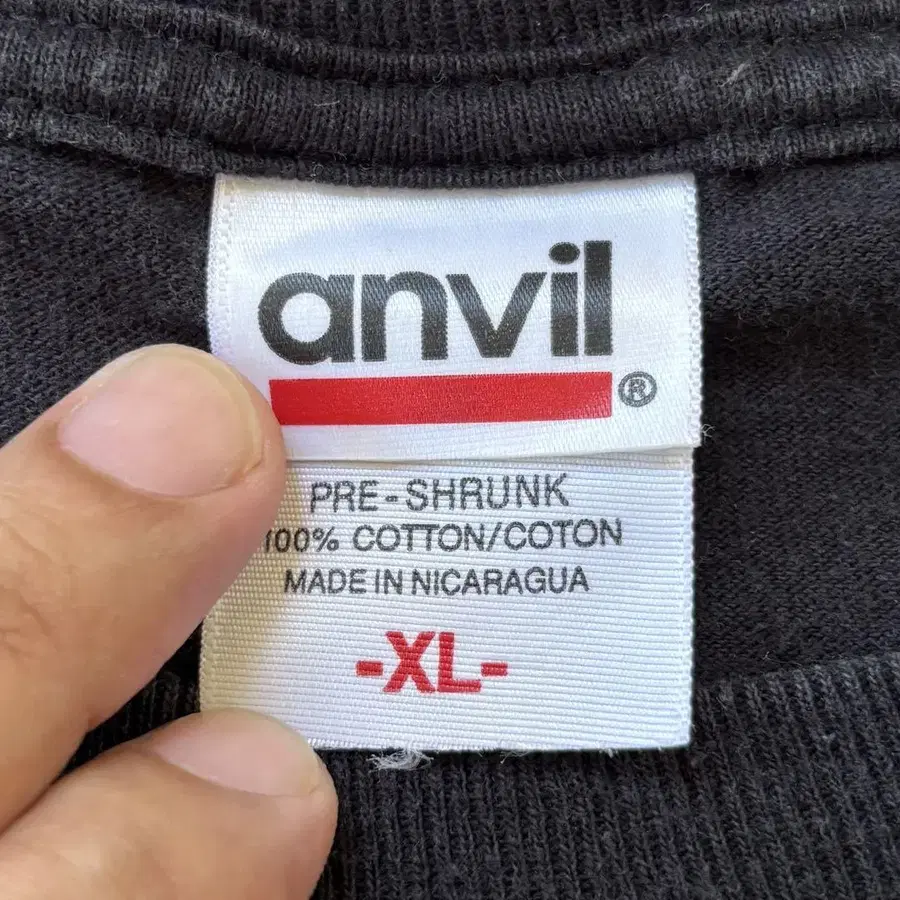 anvil®
PRE-SHRUNK
100% COTTON/COTON
MADE IN NICARAGUA
-XL-